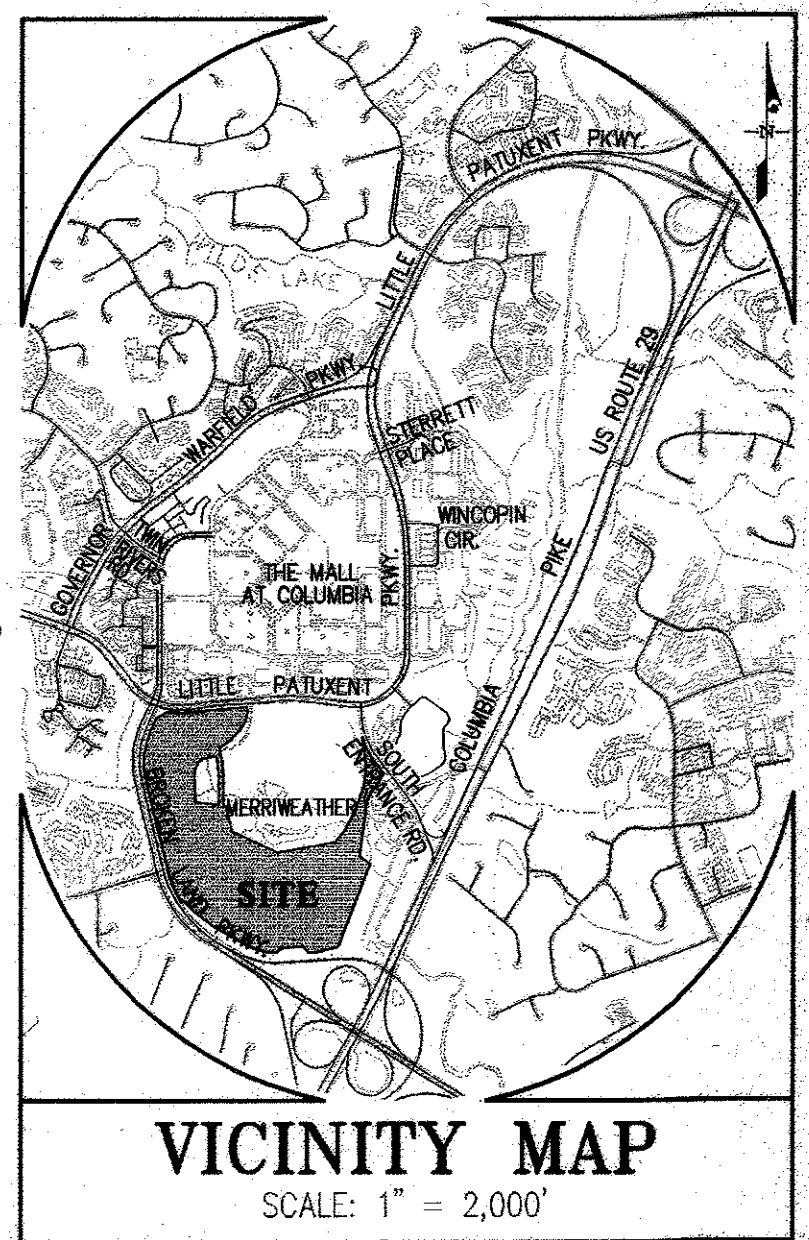 PATUXENT PKWY.
N
WILDE LAKE
LITTLE
US ROUTE 29
WARFIELD PKWY.
STERRETT
PLACE
WINCOPIN
CIR.
GOVERNOR
TWIN
RIVERS
RD.
THE MALL
AT COLUMBIA
PKWY.
PIKE
LITTLE PATUXENT
COLUMBIA
SOUTH
ENTRANCE RD.
BROKEN
MERRIWEATHER
LAND PKWY.
SITE
VICINITY MAP
SCALE: 1" = 2,000'